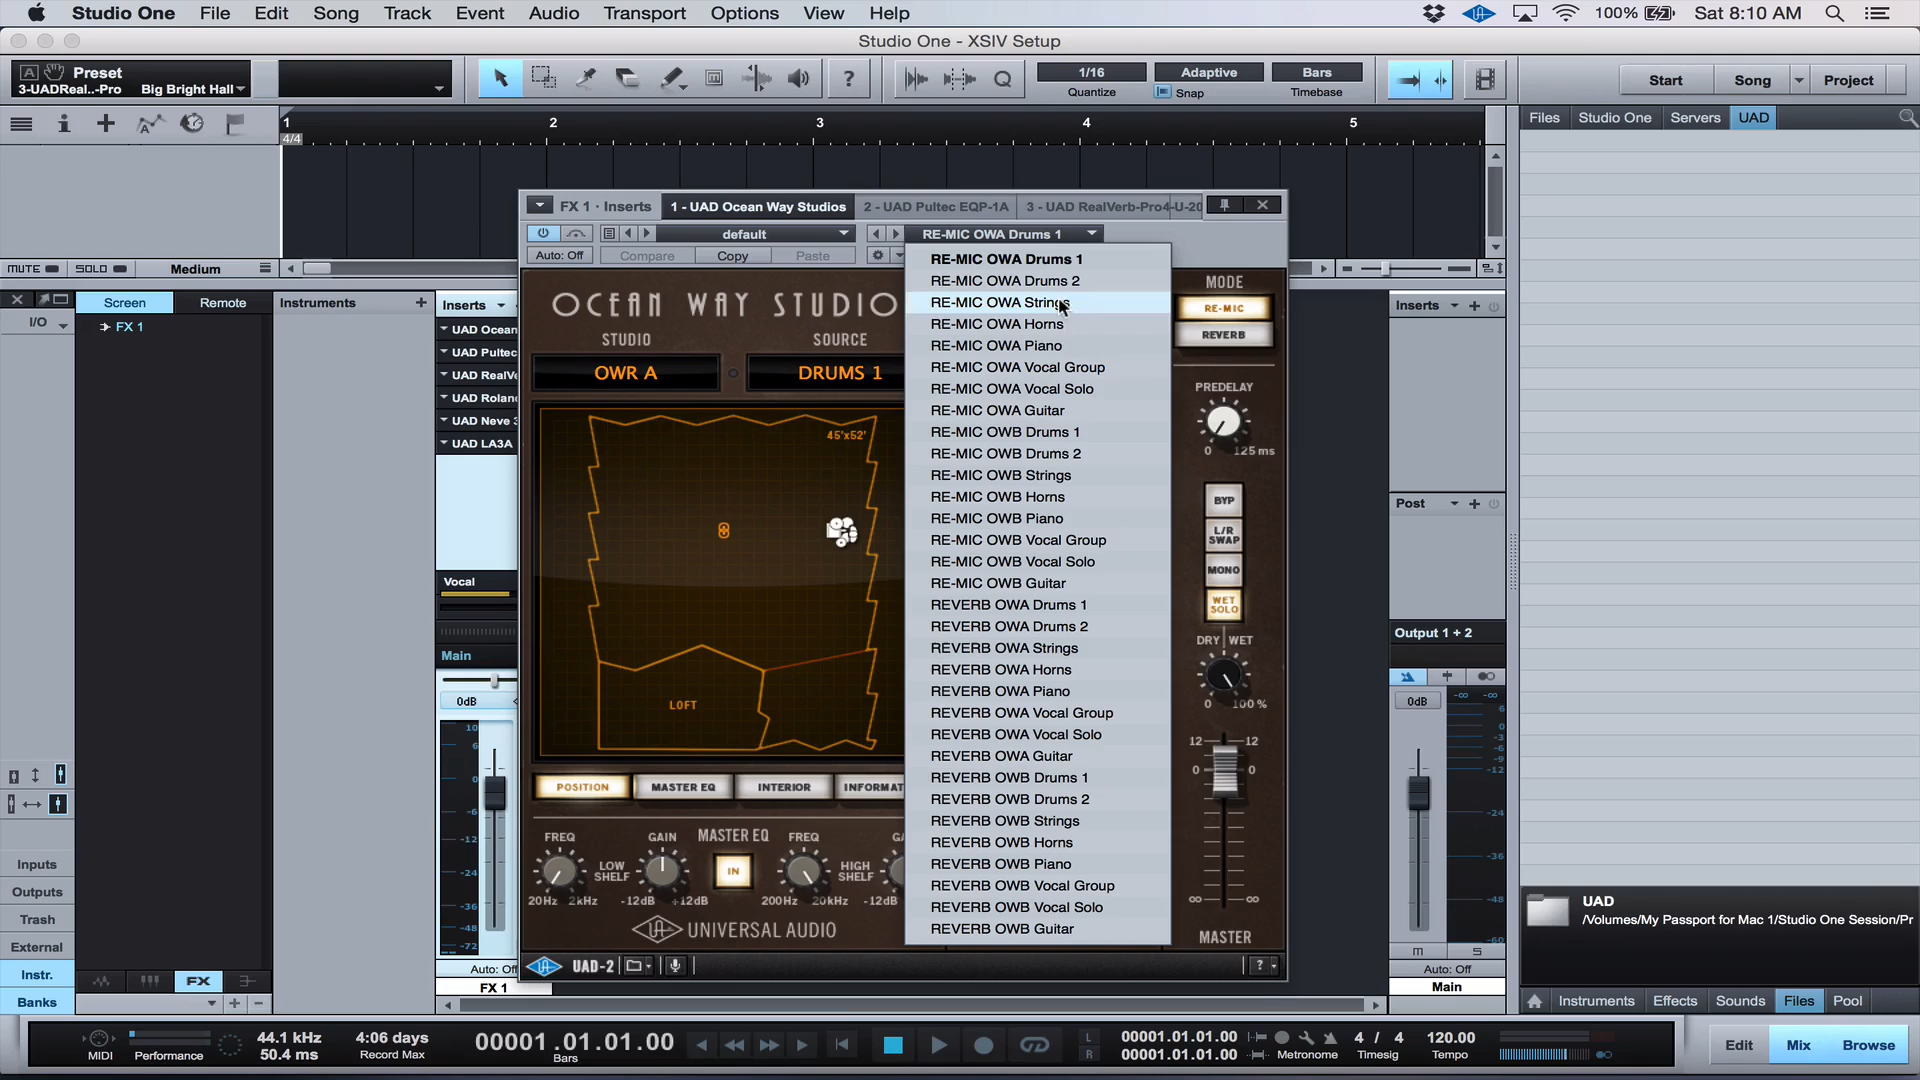 Studio One File Edit Song Track Event Audio Transport Options View Help 100% Sat 8:10 AM
Studio One - XSIV Setup
A Preset
3-UADReal..-Pro Big Bright Hall
1/16 Quantize
Adaptive Snap
Bars Timebase
Start Song Project
1 2 3 4 5
4/4
Files Studio One Servers UAD
MUTE SOLO Medium
FX 1 · Inserts 1 - UAD Ocean Way Studios 2 - UAD Pultec EQP-1A 3 - UAD RealVerb-Pro4-U-20
default RE-MIC OWA Drums 1
Auto: Off Compare Copy Paste
Screen Remote Instruments
I/O
FX 1
Inserts
UAD Ocean
UAD Pultec
UAD RealVe
UAD Roland
UAD Neve 3
UAD LA3A
Vocal
Main
0dB
OCEAN WAY STUDIO
STUDIO SOURCE
OWR A DRUMS 1
45'x52'
LOFT
POSITION MASTER EQ INTERIOR INFORMAT
FREQ GAIN MASTER EQ FREQ GA
LOW SHELF IN HIGH SHELF
20Hz 2kHz -12dB +12dB 200Hz 20kHz -12dB
UNIVERSAL AUDIO
UAD-2
?
RE-MIC OWA Drums 1
RE-MIC OWA Drums 2
RE-MIC OWA Strings
RE-MIC OWA Horns
RE-MIC OWA Piano
RE-MIC OWA Vocal Group
RE-MIC OWA Vocal Solo
RE-MIC OWA Guitar
RE-MIC OWB Drums 1
RE-MIC OWB Drums 2
RE-MIC OWB Strings
RE-MIC OWB Horns
RE-MIC OWB Piano
RE-MIC OWB Vocal Group
RE-MIC OWB Vocal Solo
RE-MIC OWB Guitar
REVERB OWA Drums 1
REVERB OWA Drums 2
REVERB OWA Strings
REVERB OWA Horns
REVERB OWA Piano
REVERB OWA Vocal Group
REVERB OWA Vocal Solo
REVERB OWA Guitar
REVERB OWB Drums 1
REVERB OWB Drums 2
REVERB OWB Strings
REVERB OWB Horns
REVERB OWB Piano
REVERB OWB Vocal Group
REVERB OWB Vocal Solo
REVERB OWB Guitar
MODE
RE-MIC
REVERB
PREDELAY
0 125 ms
BYP
L/R SWAP
MONO
WET SOLO
DRY WET
0 100 %
12 12
0 0
∞ ∞
MASTER
Inserts
Post
Output 1 + 2
0dB
M S
Auto: Off
Main
Inputs
Outputs
Trash
External
Instr.
Banks
FX
Auto: Off
FX 1
UAD
/Volumes/My Passport for Mac 1/Studio One Session/Pr
Instruments Effects Sounds Files Pool
MIDI Performance
44.1 kHz
50.4 ms
4:06 days
Record Max
00001.01.01.00
Bars
L 00001.01.01.00
R 00001.01.01.00
Metronome
4 / 4
Timesig
120.00
Tempo
Edit Mix Browse